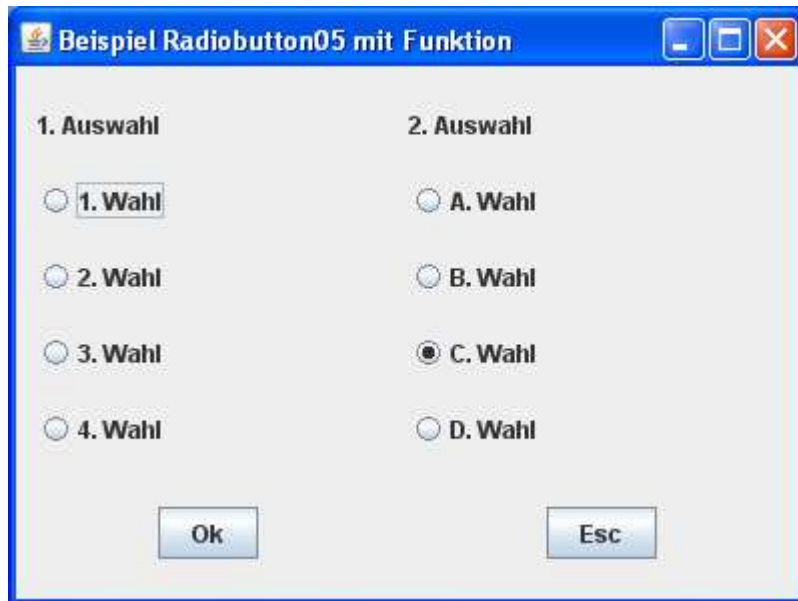 Beispiel Radiobutton05 mit Funktion
1. Auswahl
2. Auswahl
1. Wahl
A. Wahl
2. Wahl
B. Wahl
3. Wahl
C. Wahl
4. Wahl
D. Wahl
Ok
Esc